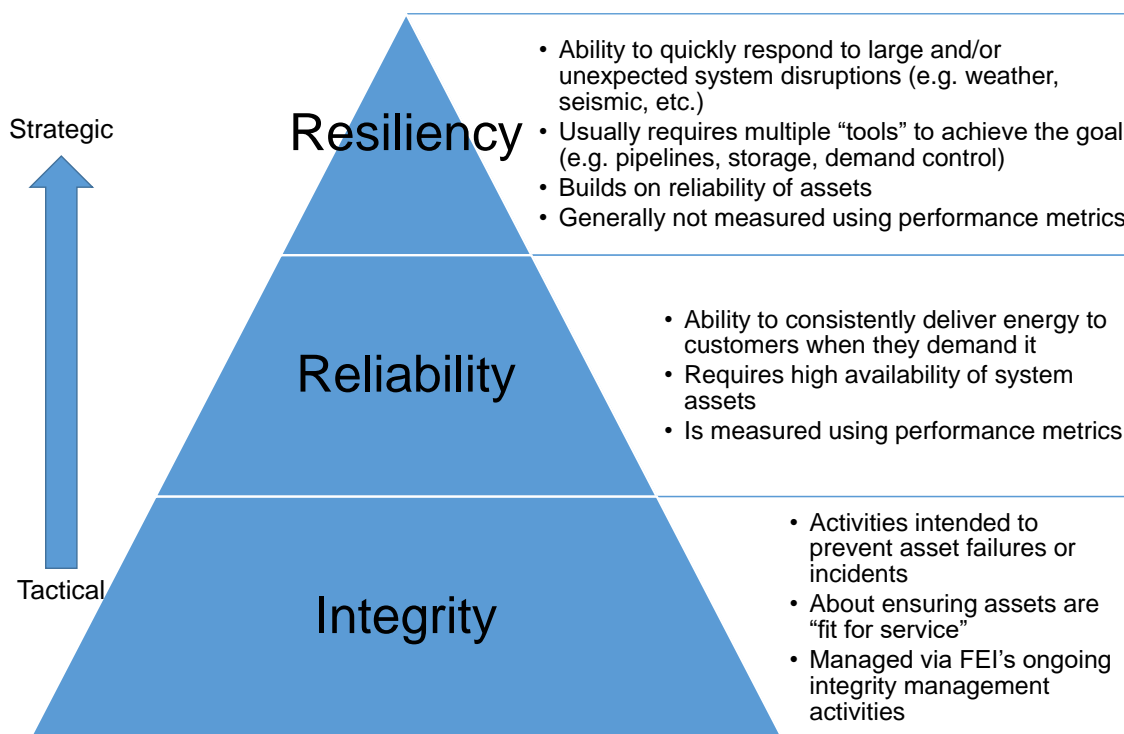 Strategic
Tactical
Resiliency
• Ability to quickly respond to large and/or
unexpected system disruptions (e.g. weather,
seismic, etc.)
• Usually requires multiple “tools” to achieve the goal
(e.g. pipelines, storage, demand control)
• Builds on reliability of assets
• Generally not measured using performance metrics
Reliability
• Ability to consistently deliver energy to
customers when they demand it
• Requires high availability of system
assets
• Is measured using performance metrics
Integrity
• Activities intended to
prevent asset failures or
incidents
• About ensuring assets are
“fit for service”
• Managed via FEI’s ongoing
integrity management
activities